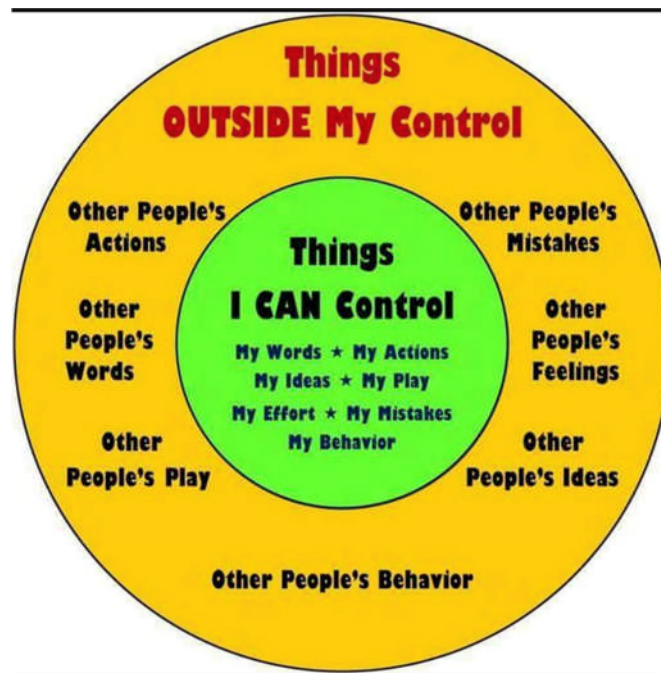 Things
OUTSIDE My Control
Other People's
Actions
Other People's
Mistakes
Things
I CAN Control
My Words ★ My Actions
My Ideas ★ My Play
My Effort ★ My Mistakes
My Behavior
Other
People's
Words
Other
People's
Feelings
Other
People's Play
Other
People's Ideas
Other People's Behavior